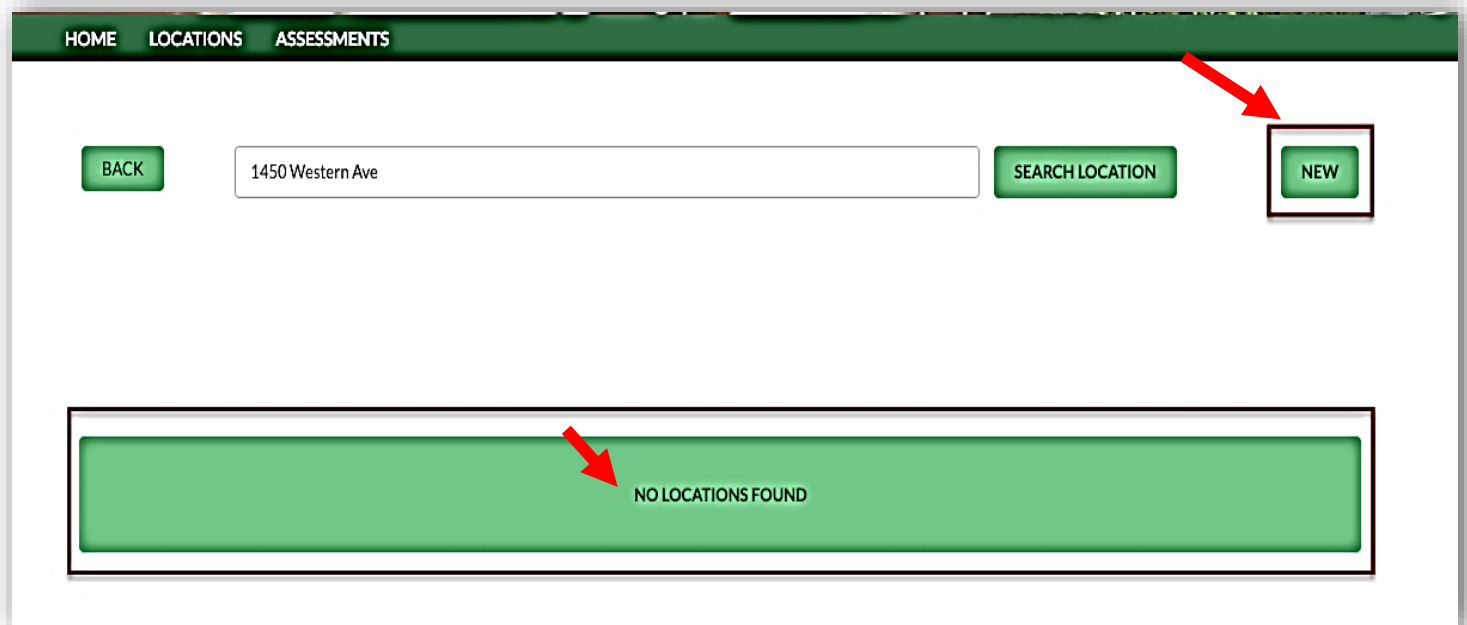 HOME LOCATIONS ASSESSMENTS
BACK 1450 Western Ave SEARCH LOCATION NEW
NO LOCATIONS FOUND